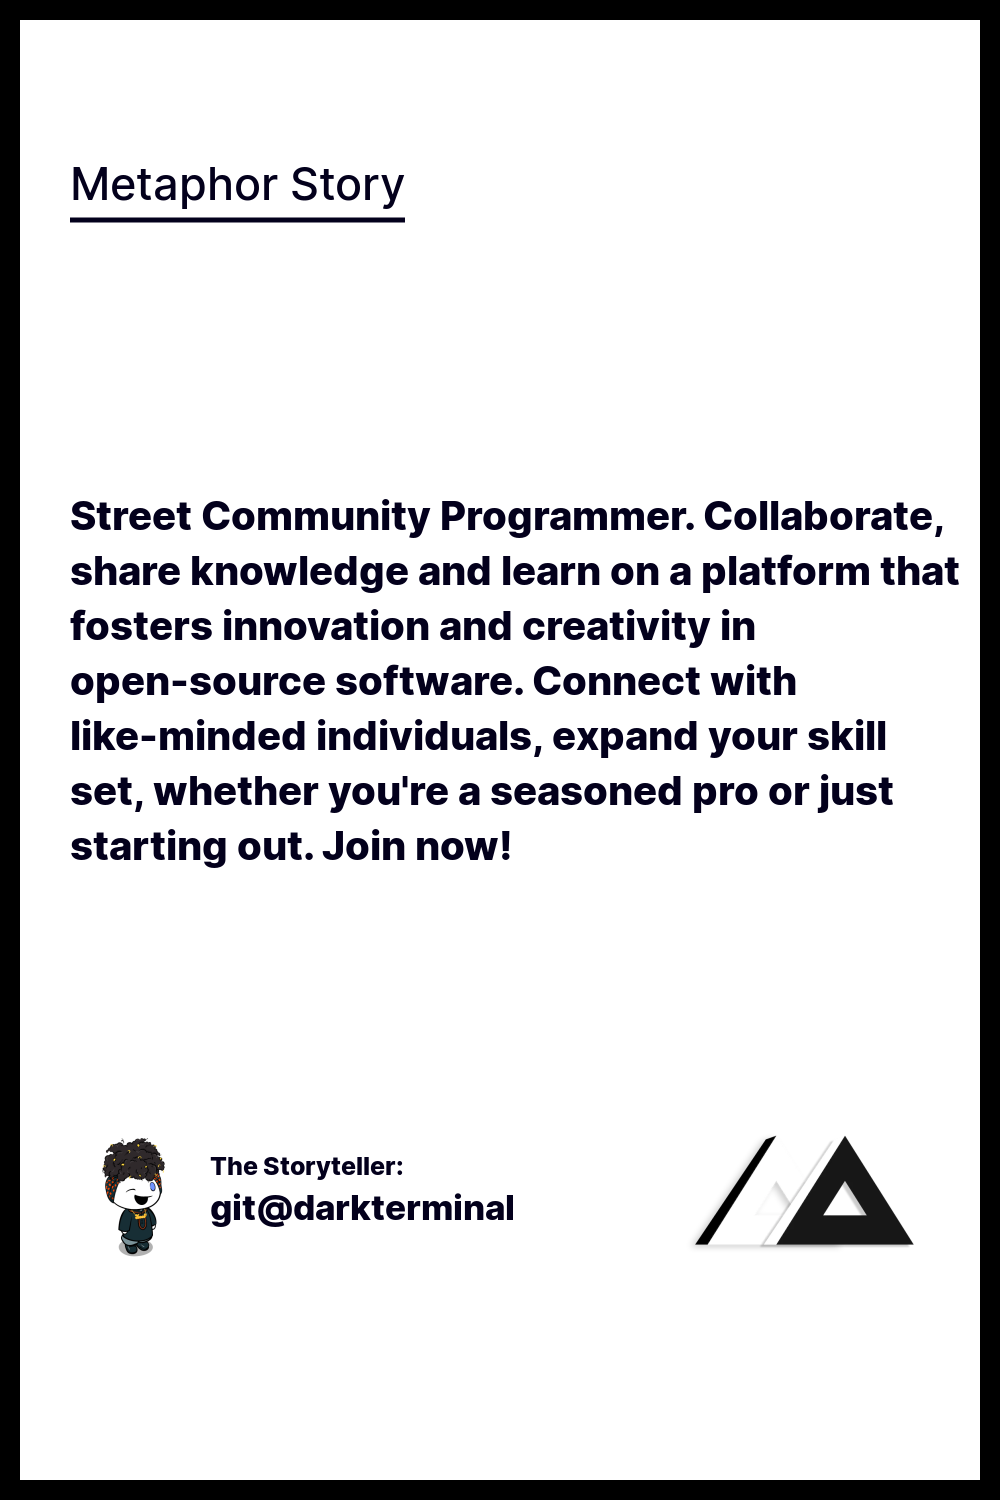 Metaphor Story
Street Community Programmer. Collaborate,
share knowledge and learn on a platform that
fosters innovation and creativity in
open-source software. Connect with
like-minded individuals, expand your skill
set, whether you're a seasoned pro or just
starting out. Join now!
The Storyteller:
git@darkterminal